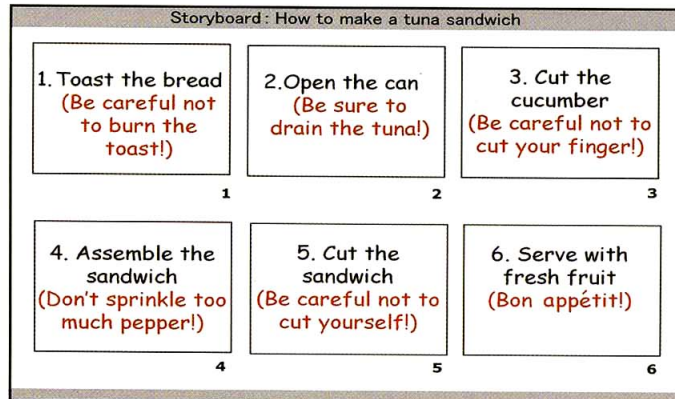 Storyboard: How to make a tuna sandwich
1. Toast the bread
(Be careful not
to burn the
toast!)
1
2.Open the can
(Be sure to
drain the tuna!)
2
3. Cut the
cucumber
(Be careful not to
cut your finger!)
3
4. Assemble the
sandwich
(Don't sprinkle too
much pepper!)
4
5. Cut the
sandwich
(Be careful not to
cut yourself!)
5
6. Serve with
fresh fruit
(Bon appétit!)
6